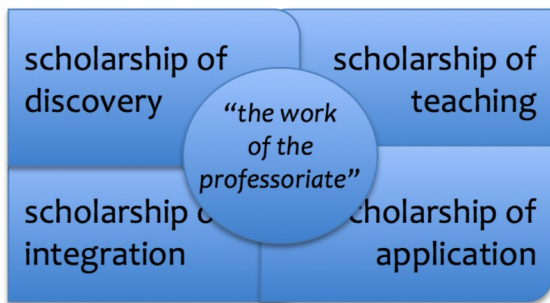 scholarship of
discovery
scholarship of
teaching
"the work
of the
professoriate"
scholarship o
integration
cholarship of
application